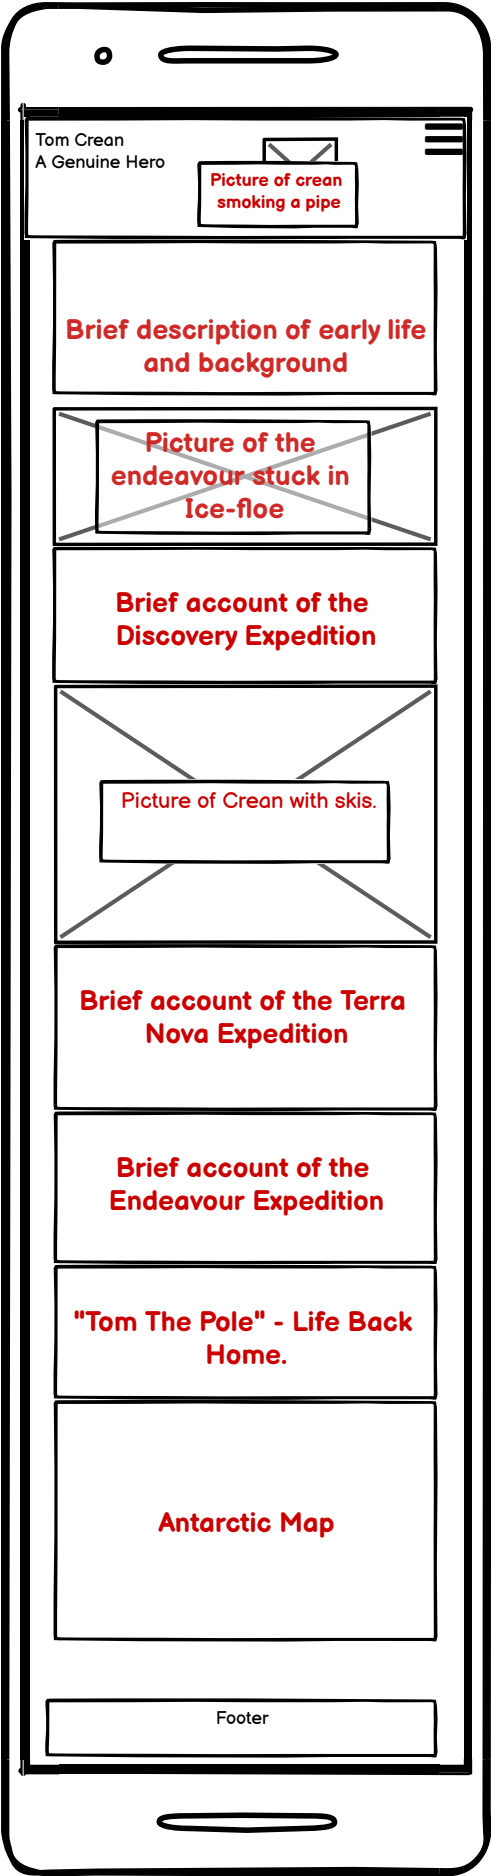 Tom Crean
A Genuine Hero
Picture of crean
smoking a pipe
Brief description of early life
and background
Picture of the
endeavour stuck in
Ice-floe
Brief account of the
Discovery Expedition
Picture of Crean with skis.
Brief account of the Terra
Nova Expedition
Brief account of the
Endeavour Expedition
"Tom The Pole" - Life Back
Home.
Antarctic Map
Footer